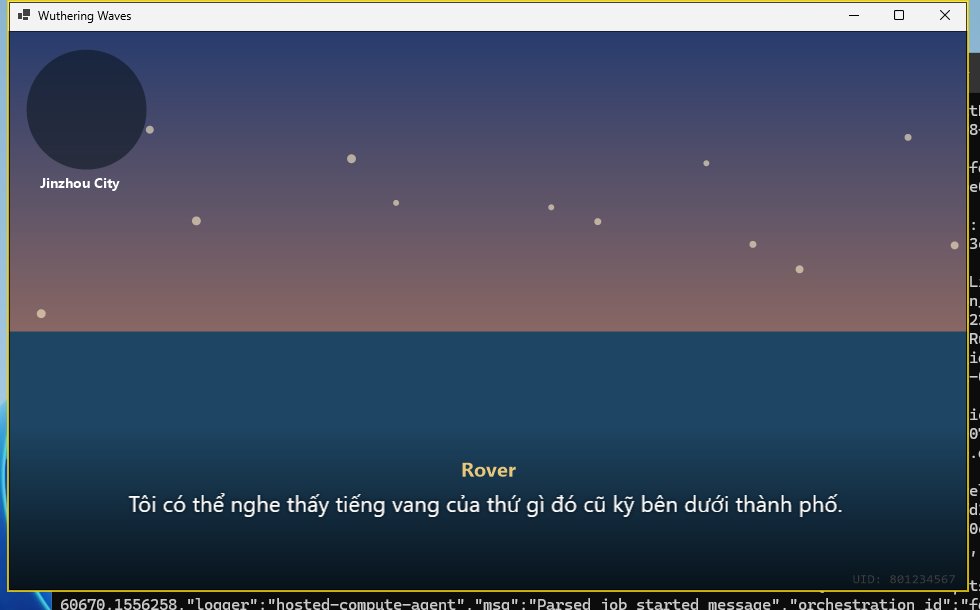 Wuthering Waves
Jinzhou City
Rover
Tôi có thể nghe thấy tiếng vang của thứ gì đó cũ kỹ bên dưới thành phố.
UID: 801234567
60670.1556258,"logger":"hosted-compute-agent","msg":"Parsed job started message","orchestration_id":"f